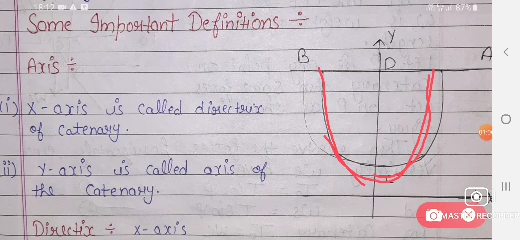 Some Important Definitions ÷
Axis ÷
B
D
Y
A
(i) X-axis is called directrix
of catenary.
ii) Y-axis is called axis of
the Catenary.
Directix ÷ x-axis